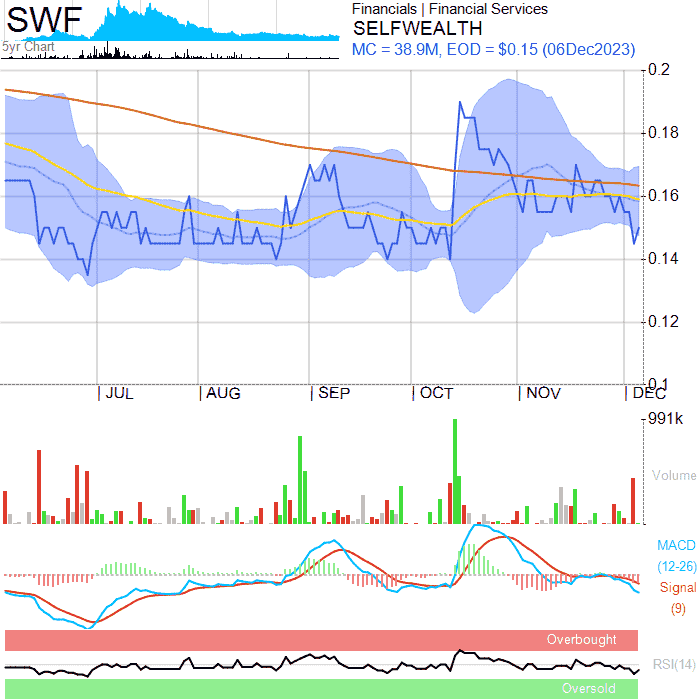 SWF
5yr Chart
Financials | Financial Services
SELFWEALTH
MC = 38.9M, EOD = $0.15 (06Dec2023)
0.2
0.18
0.16
0.14
0.12
0.1
JUL AUG SEP OCT NOV DEC
991k
Volume
MACD
(12-26)
Signal
(9)
Overbought
RSI(14)
Oversold